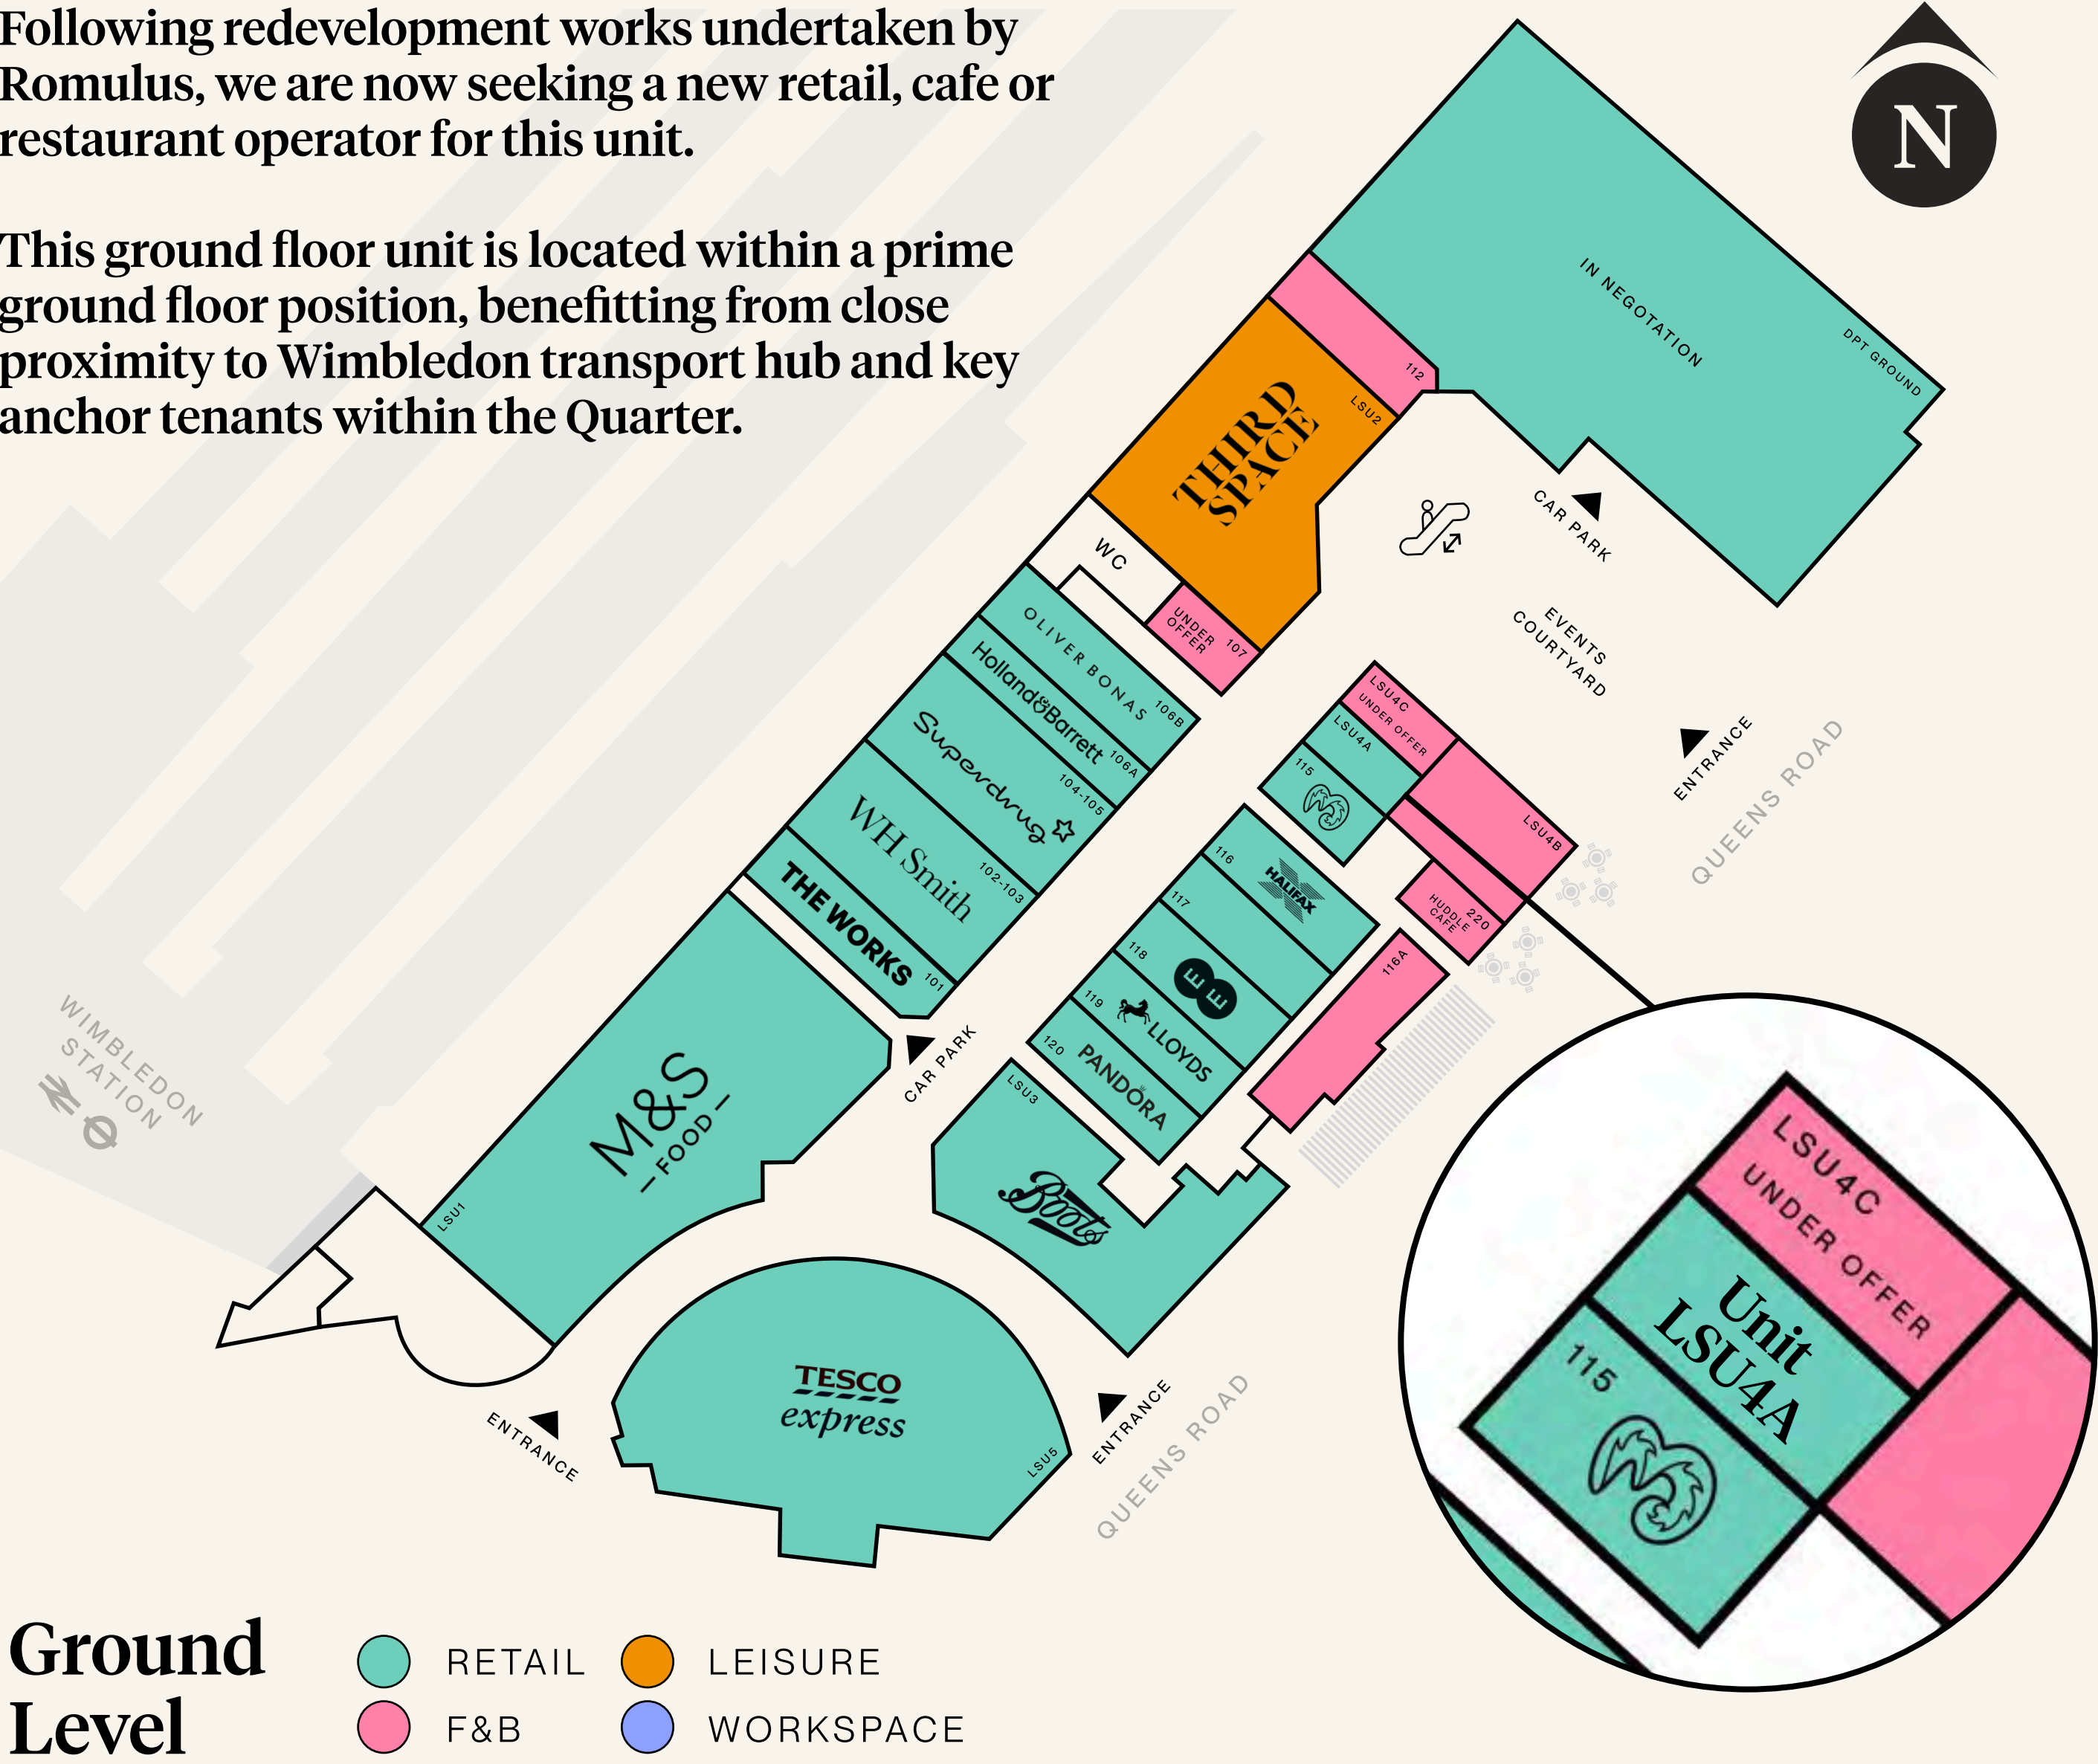 Following redevelopment works undertaken by
Romulus, we are now seeking a new retail, cafe or
restaurant operator for this unit.
This ground floor unit is located within a prime
ground floor position, benefitting from close
proximity to Wimbledon transport hub and key
anchor tenants within the Quarter.
N
IN NEGOTATION
DPT GROUND
112
LSU2
THIRD
SPACE
CAR PARK
WC
UNDER
OFFER
107
EVENTS
COURTYARD
OLIVER BONAS
106B
Holland&Barrett
106A
Superdrug
104-105
WHSmith
102-103
THE WORKS
101
LSU4C
UNDER OFFER
LSU4A
115
LSU4B
ENTRANCE
QUEENS ROAD
116
HALIFAX
117
220
HUDDLE
CAFE
118
EE
116A
119
LLOYDS
120
PANDORA
WIMBLEDON
STATION
CAR PARK
M&S
FOOD
LSU1
LSU3
Boots
TESCO
express
LSU5
ENTRANCE
ENTRANCE
QUEENS ROAD
LSU4C
UNDER OFFER
Unit
LSU4A
115
Ground
Level
RETAIL
LEISURE
F&B
WORKSPACE